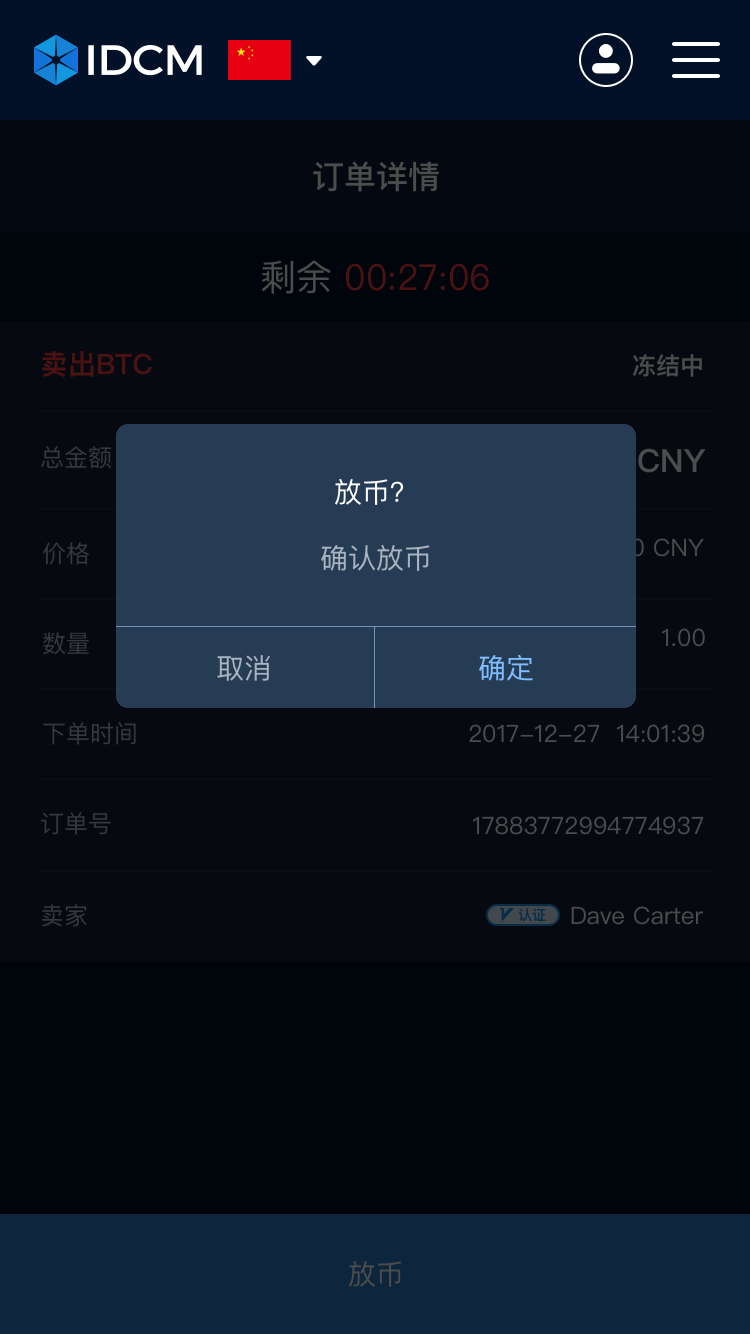 IDCM
订单详情
剩余 00:27:06
卖出BTC 冻结中
总金额 CNY
放币?
确认放币
价格 0 CNY
数量 1.00
取消 确定
下单时间 2017-12-27 14:01:39
订单号 17883772994774937
卖家 V 认证 Dave Carter
放币